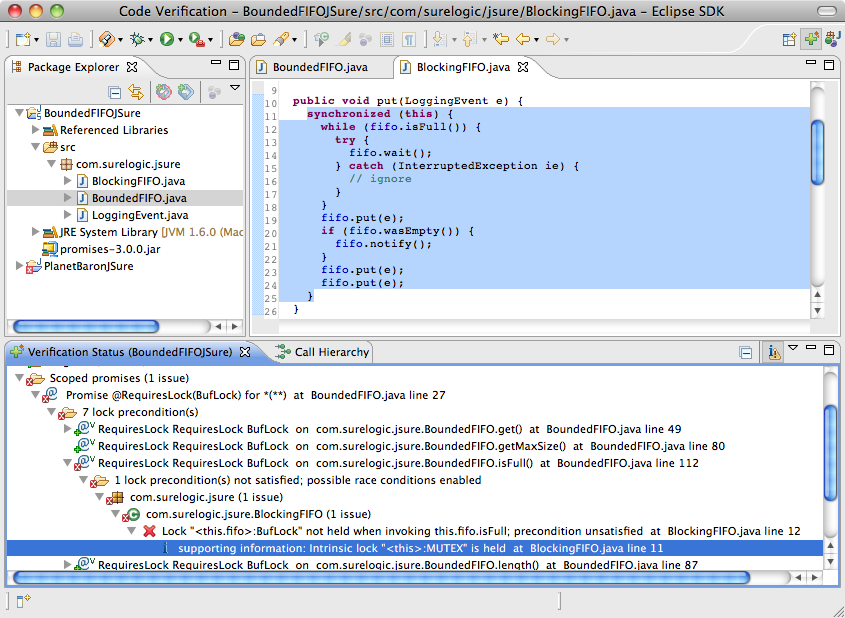 Code Verification – BoundedFIFOJSure/src/com/surelogic/jsure/BlockingFIFO.java – Eclipse SDK
Package Explorer
BoundedFIFOJSure
Referenced Libraries
src
com.surelogic.jsure
BlockingFIFO.java
BoundedFIFO.java
LoggingEvent.java
JRE System Library [JVM 1.6.0 (Mac
promises-3.0.0.jar
PlanetBaronJSure
BoundedFIFO.java
BlockingFIFO.java
9
10 public void put(LoggingEvent e) {
11 synchronized (this) {
12 while (fifo.isFull()) {
13 try {
14 fifo.wait();
15 } catch (InterruptedException ie) {
16 // ignore
17 }
18 }
19 fifo.put(e);
20 if (fifo.wasEmpty()) {
21 fifo.notify();
22 }
23 fifo.put(e);
24 fifo.put(e);
25 }
26 }
Verification Status (BoundedFIFOJSure)
Call Hierarchy
Scoped promises (1 issue)
Promise @RequiresLock(BufLock) for *(**) at BoundedFIFO.java line 27
7 lock precondition(s)
RequiresLock RequiresLock BufLock on com.surelogic.jsure.BoundedFIFO.get() at BoundedFIFO.java line 49
RequiresLock RequiresLock BufLock on com.surelogic.jsure.BoundedFIFO.getMaxSize() at BoundedFIFO.java line 80
RequiresLock RequiresLock BufLock on com.surelogic.jsure.BoundedFIFO.isFull() at BoundedFIFO.java line 112
1 lock precondition(s) not satisfied; possible race conditions enabled
com.surelogic.jsure (1 issue)
com.surelogic.jsure.BlockingFIFO (1 issue)
Lock "<this.fifo>:BufLock" not held when invoking this.fifo.isFull; precondition unsatisfied at BlockingFIFO.java line 12
supporting information: Intrinsic lock "<this>:MUTEX" is held at BlockingFIFO.java line 11
RequiresLock RequiresLock BufLock on com.surelogic.jsure.BoundedFIFO.length() at BoundedFIFO.java line 87